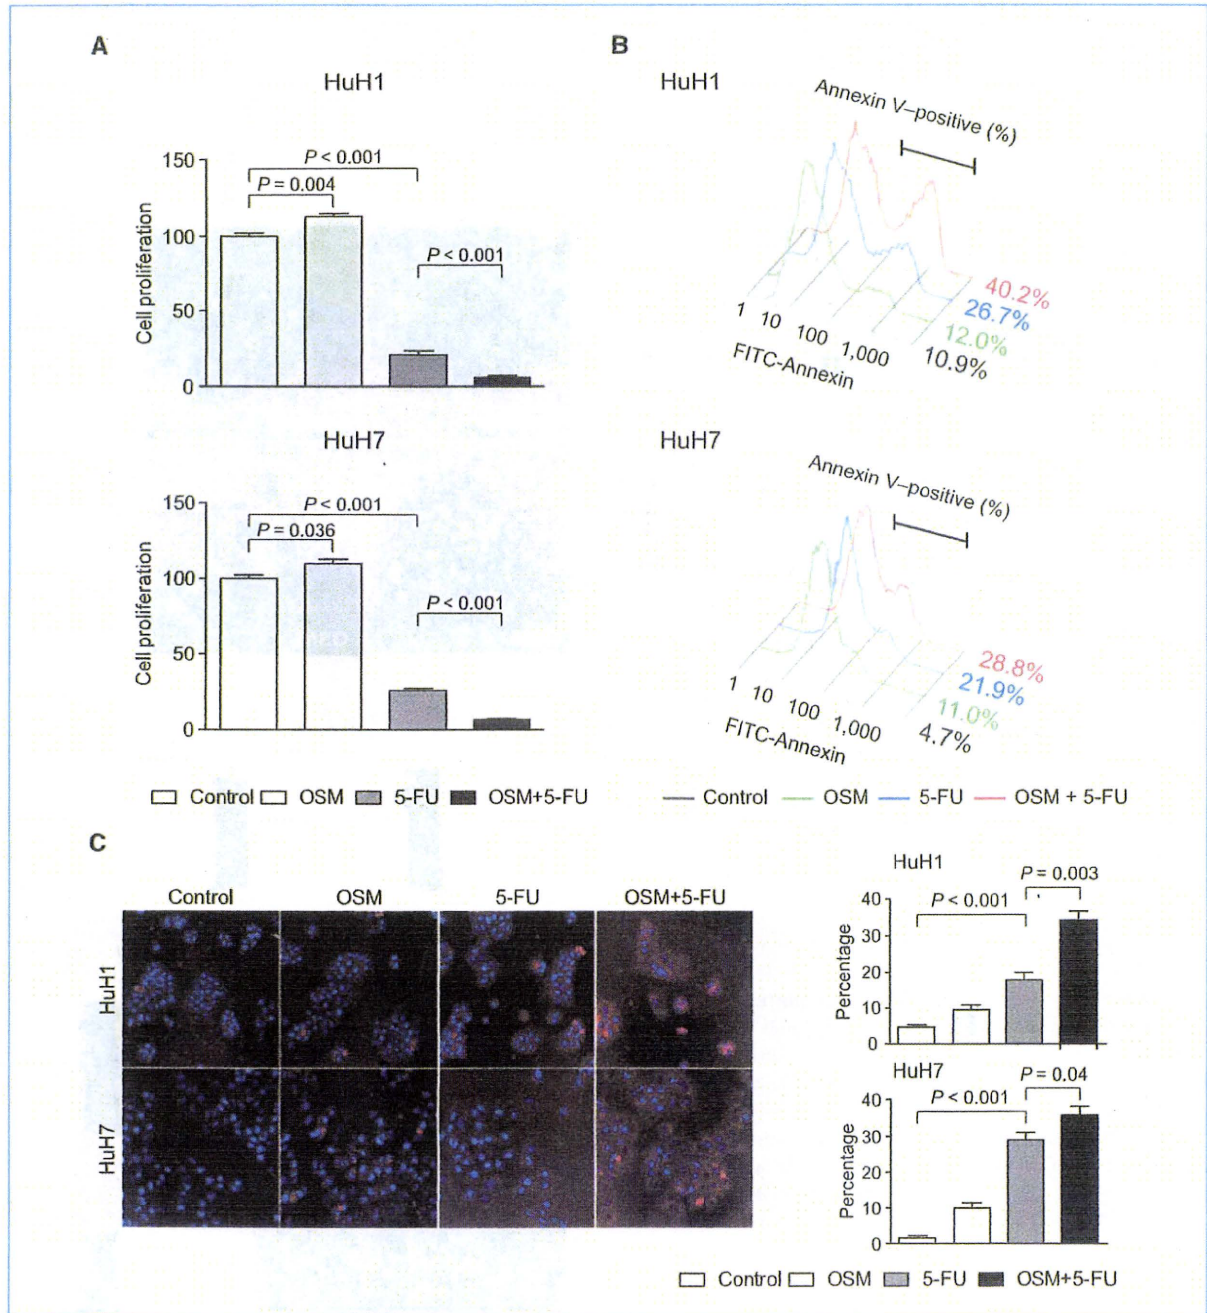 A
HuH1
150
100
50
0
Cell proliferation
P < 0.001
P = 0.004
P < 0.001
HuH7
150
100
50
0
Cell proliferation
P < 0.001
P = 0.036
P < 0.001
Control OSM 5-FU OSM+5-FU
B
HuH1
Annexin V–positive (%)
40.2%
26.7%
12.0%
10.9%
1 10 100 1,000
FITC-Annexin
HuH7
Annexin V–positive (%)
28.8%
21.9%
11.0%
4.7%
1 10 100 1,000
FITC-Annexin
Control OSM 5-FU OSM + 5-FU
C
Control OSM 5-FU OSM+5-FU
HuH1
HuH7
HuH1
P = 0.003
P < 0.001
40
30
20
10
0
Percentage
HuH7
P = 0.04
P < 0.001
40
30
20
10
0
Percentage
Control OSM 5-FU OSM+5-FU